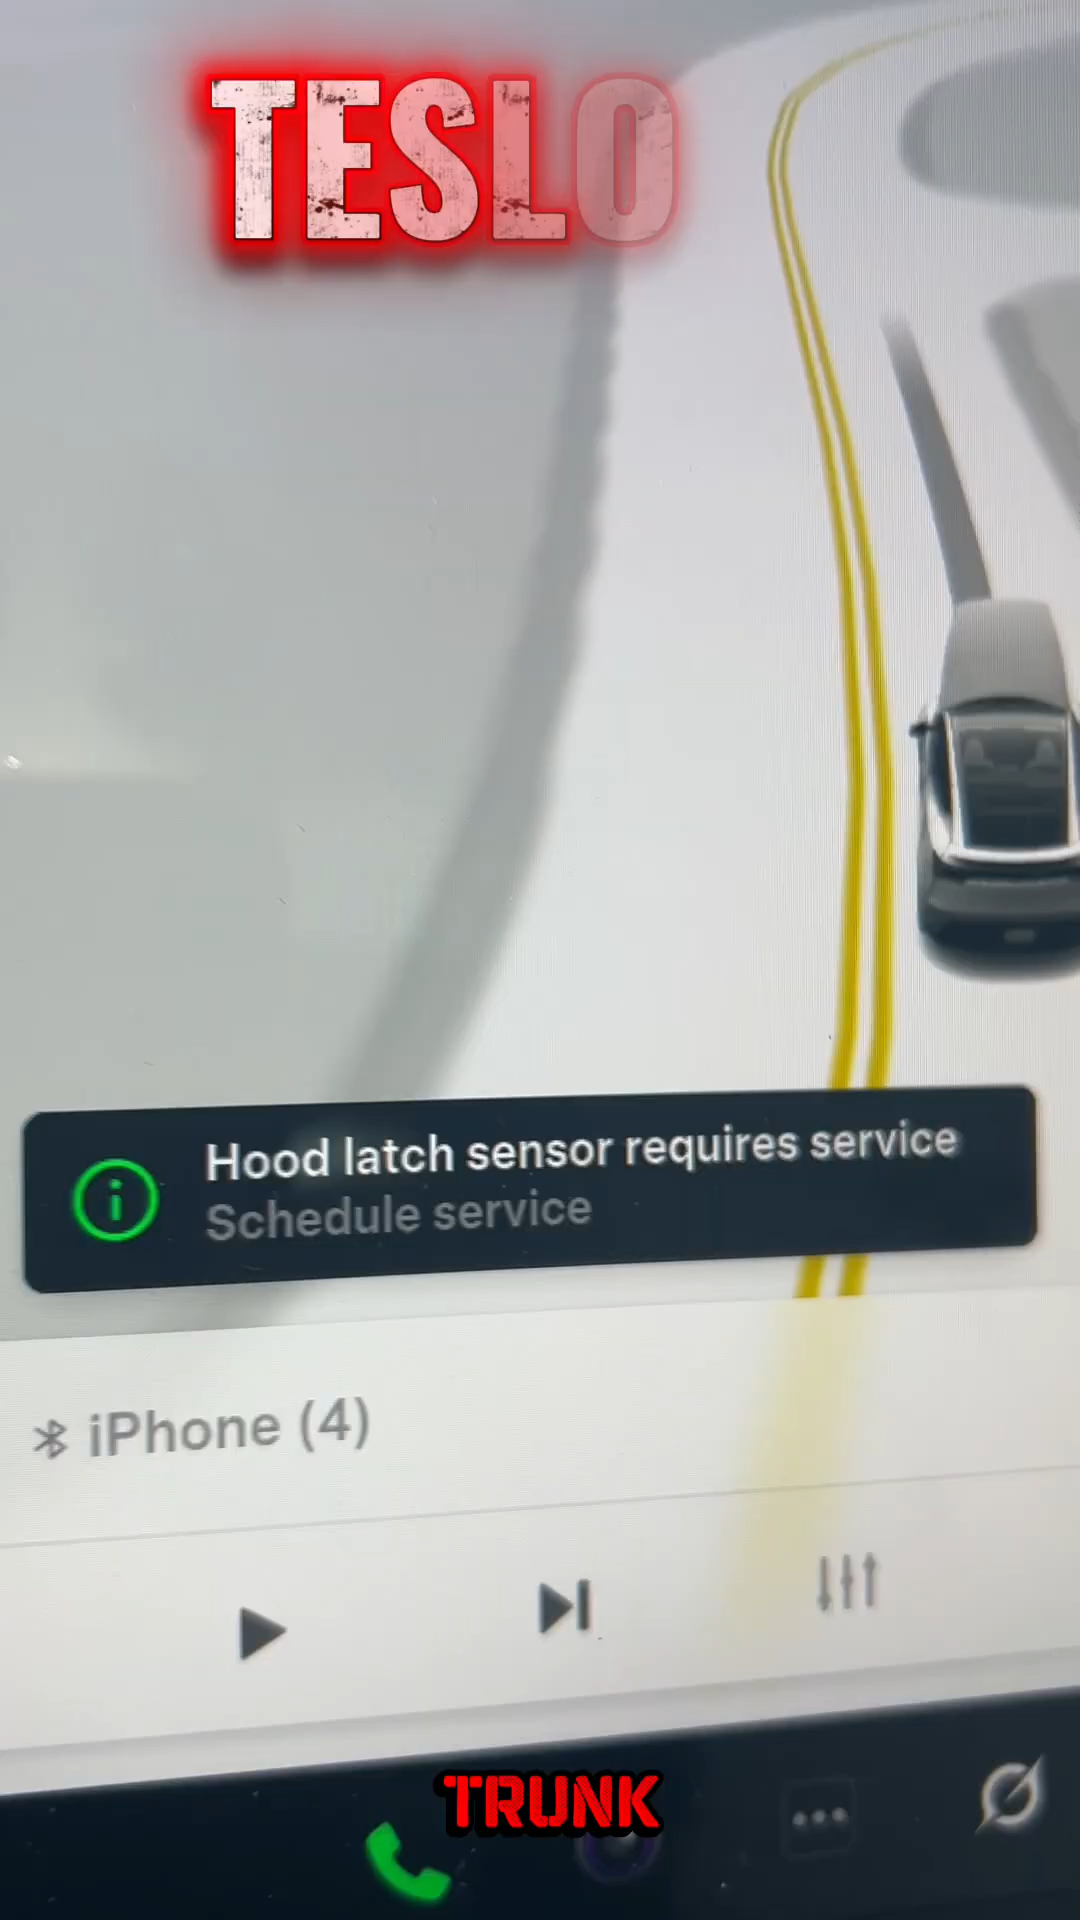 TESLO
Hood latch sensor requires service
Schedule service
iPhone (4)
TRUNK